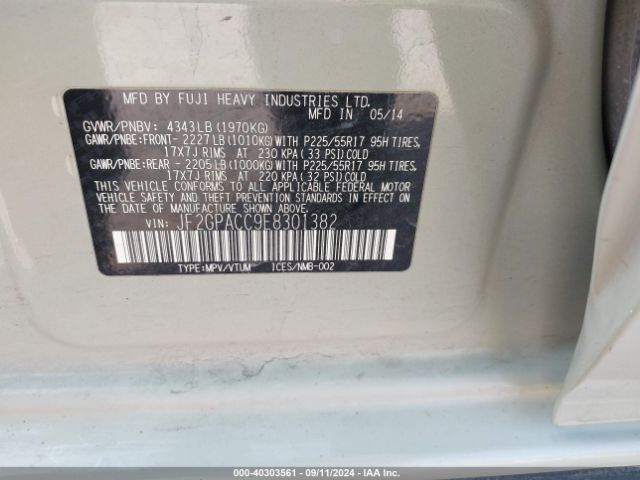 MFD BY FUJI HEAVY INDUSTRIES LTD.
MFD IN 05/14
GVWR/PNBV: 4343LB(1970KG)
GAWR/PNBE:FRONT- 2227LB(1010KG)WITH P225/55R17 95H TIRES,
17X7J RIMS AT 230 KPA (33 PSI)COLD
GAWR/PNBE:REAR - 2205LB(1000KG)WITH P225/55R17 95H TIRES,
17X7J RIMS AT 220 KPA (32 PSI)COLD
THIS VEHICLE CONFORMS TO ALL APPLICABLE FEDERAL MOTOR
VEHICLE SAFETY AND THEFT PREVENTION STANDARDS IN EFFECT ON
THE DATE OF MANUFACTURE SHOWN ABOVE.
VIN: JF2GPACC9E8301382
TYPE:MPV/VTUM ICES/NMB-002
00-40303561 - 09/11/2024 - Copyright © 2024 IAA, Inc.